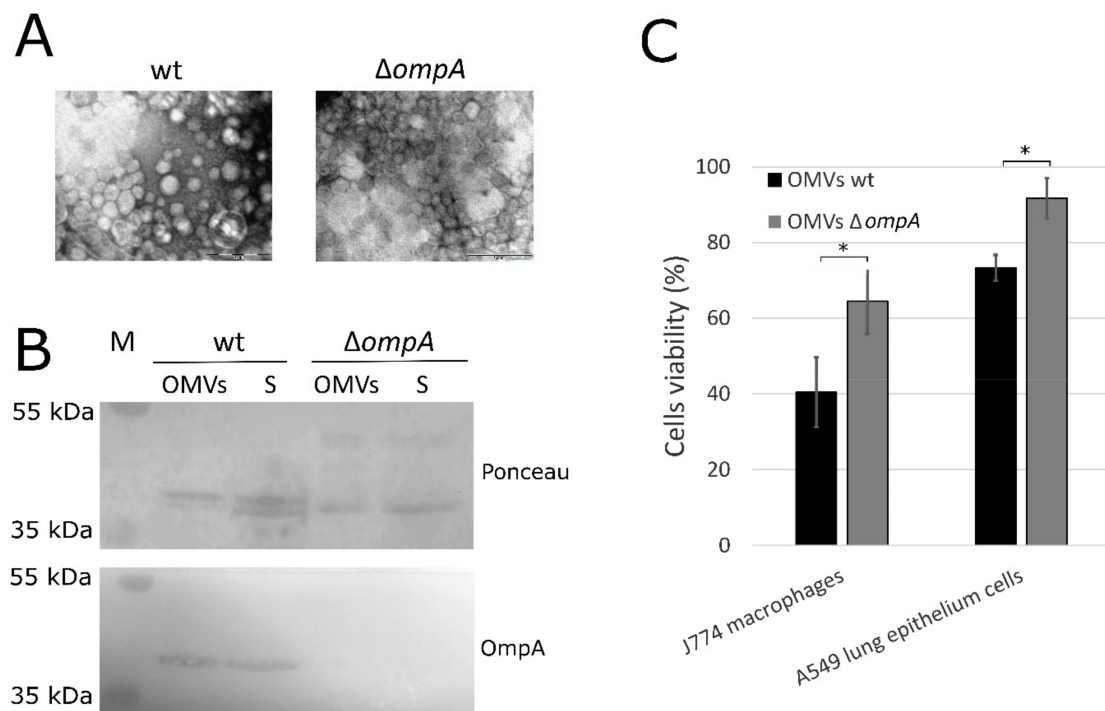 A
wt
ΔompA
B
M
wt
ΔompA
OMVs
S
OMVs
S
55 kDa
Ponceau
35 kDa
55 kDa
OmpA
35 kDa
C
Cells viability (%)
100
80
60
40
20
0
OMVs wt
OMVs ΔompA
*
*
J774 macrophages
A549 lung epithelium cells